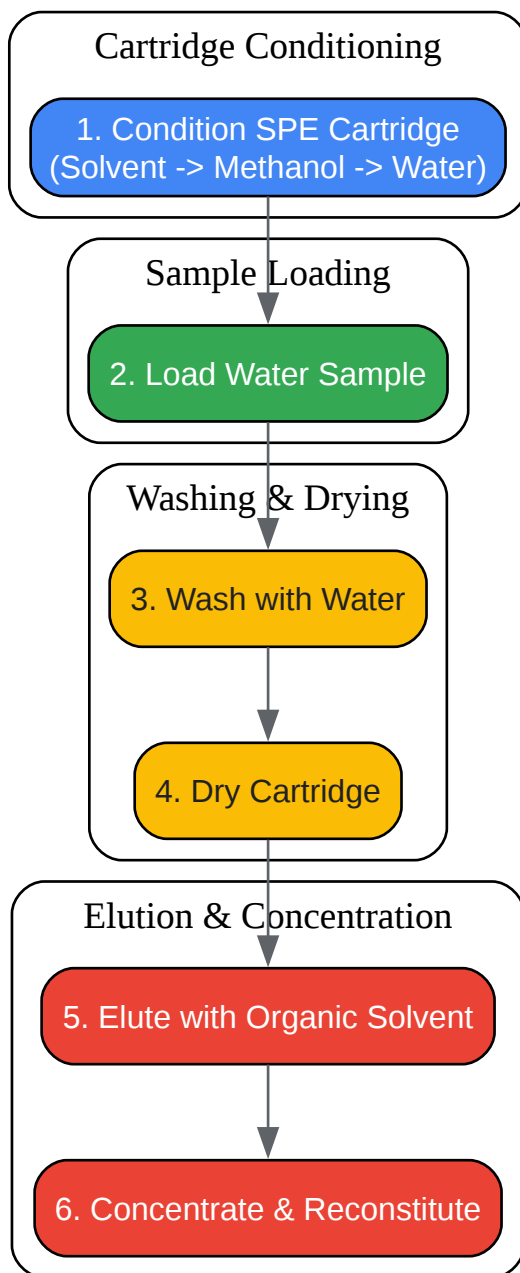 Cartridge Conditioning
1. Condition SPE Cartridge
(Solvent -> Methanol -> Water)
Sample Loading
2. Load Water Sample
Washing & Drying
3. Wash with Water
4. Dry Cartridge
Elution & Concentration
5. Elute with Organic Solvent
6. Concentrate & Reconstitute